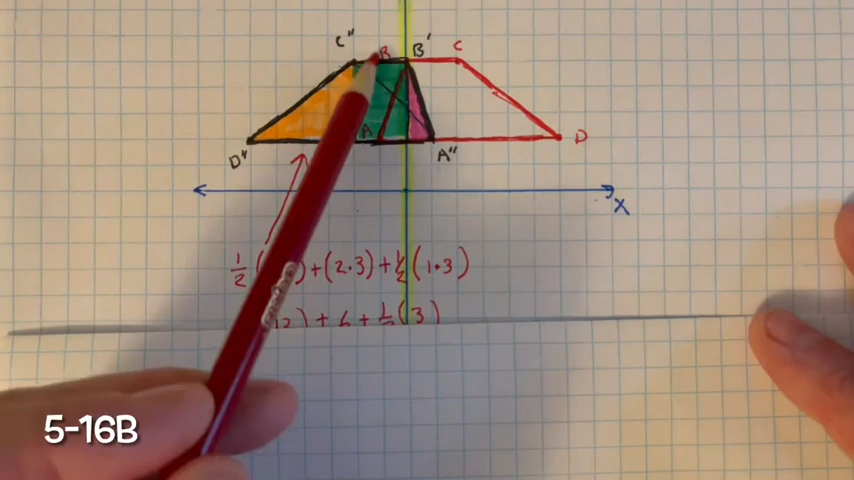 C" B B' C
A
D" A" D
X
1/2 ( ) + (2·3) + 1/2 (1·3)
) + 6 + 1/2 (3)
5-16B